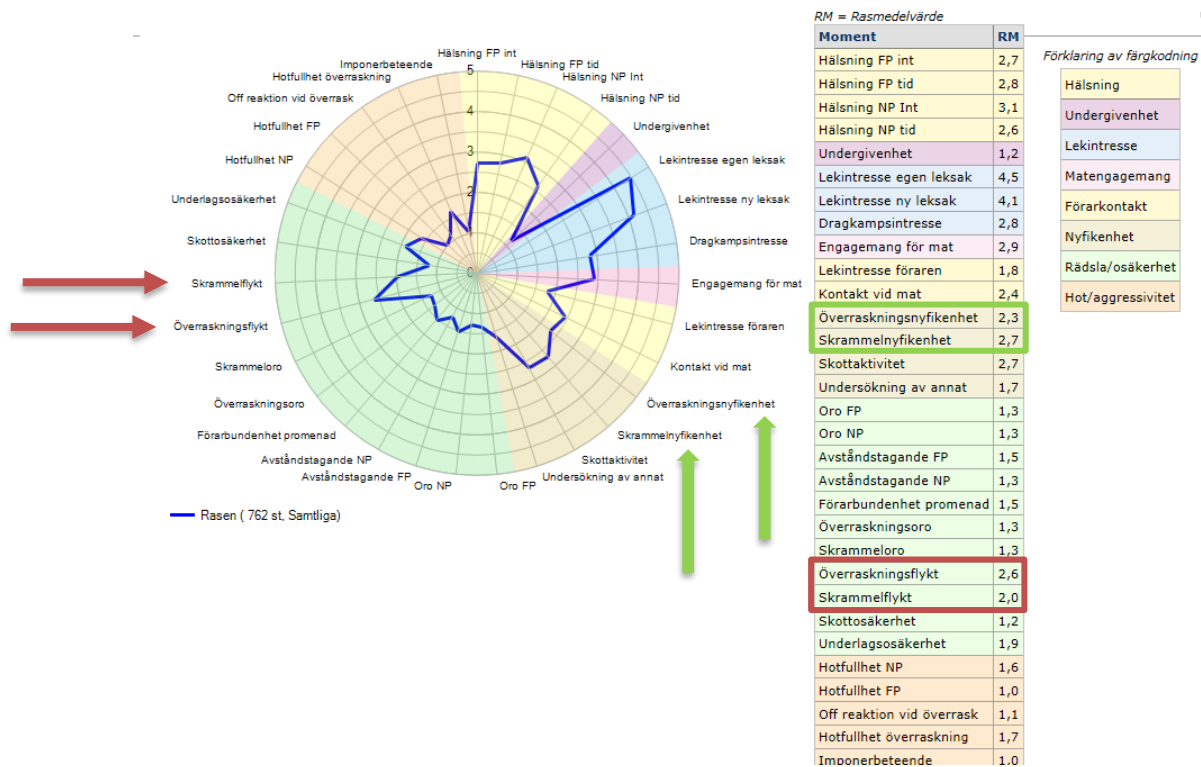 Hälsning FP int
Hälsning FP tid
Hälsning NP Int
Hälsning NP tid
Undergivenhet
Lekintresse egen leksak
Lekintresse ny leksak
Dragkampsintresse
Engagemang för mat
Lekintresse föraren
Kontakt vid mat
Överraskningsnyfikenhet
Skrammelnyfikenhet
Skottaktivitet
Undersökning av annat
Oro FP
Oro NP
Avståndstagande FP
Avståndstagande NP
Förarbundenhet promenad
Överraskningsoro
Skrammeloro
Överraskningsflykt
Skrammelflykt
Skottosäkerhet
Underlagsosäkerhet
Hotfullhet NP
Hotfullhet FP
Off reaktion vid överrask
Hotfullhet överraskning
Imponerbeteende
5
4
3
2
1
0
Rasen ( 762 st, Samtliga)
RM = Rasmedelvärde
Moment RM
Hälsning FP int 2,7
Hälsning FP tid 2,8
Hälsning NP Int 3,1
Hälsning NP tid 2,6
Undergivenhet 1,2
Lekintresse egen leksak 4,5
Lekintresse ny leksak 4,1
Dragkampsintresse 2,8
Engagemang för mat 2,9
Lekintresse föraren 1,8
Kontakt vid mat 2,4
Överraskningsnyfikenhet 2,3
Skrammelnyfikenhet 2,7
Skottaktivitet 2,7
Undersökning av annat 1,7
Oro FP 1,3
Oro NP 1,3
Avståndstagande FP 1,5
Avståndstagande NP 1,3
Förarbundenhet promenad 1,5
Överraskningsoro 1,3
Skrammeloro 1,3
Överraskningsflykt 2,6
Skrammelflykt 2,0
Skottosäkerhet 1,2
Underlagsosäkerhet 1,9
Hotfullhet NP 1,6
Hotfullhet FP 1,0
Off reaktion vid överrask 1,1
Hotfullhet överraskning 1,7
Imponerbeteende 1,0
Förklaring av färgkodning
Hälsning
Undergivenhet
Lekintresse
Matengagemang
Förarkontakt
Nyfikenhet
Rädsla/osäkerhet
Hot/aggressivitet